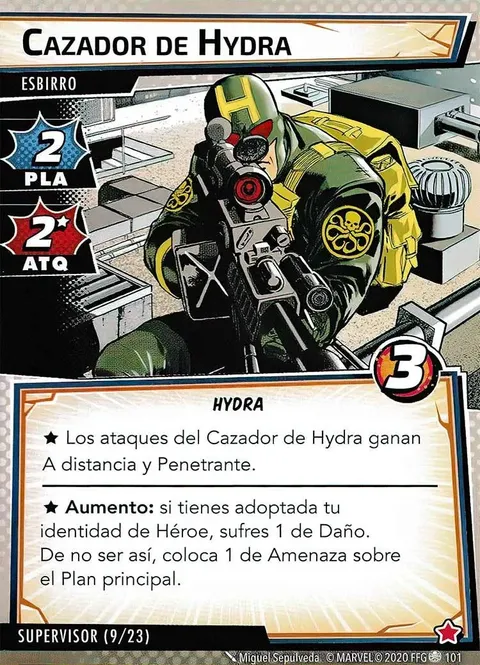 CAZADOR DE HYDRA
ESBIRRO
2
PLA
2★
ATQ
H
3
HYDRA
★ Los ataques del Cazador de Hydra ganan
A distancia y Penetrante.
★ Aumento: si tienes adoptada tu
identidad de Héroe, sufres 1 de Daño.
De no ser así, coloca 1 de Amenaza sobre
el Plan principal.
SUPERVISOR (9/23)
Miguel Sepulveda. © MARVEL © 2020 FFG 101